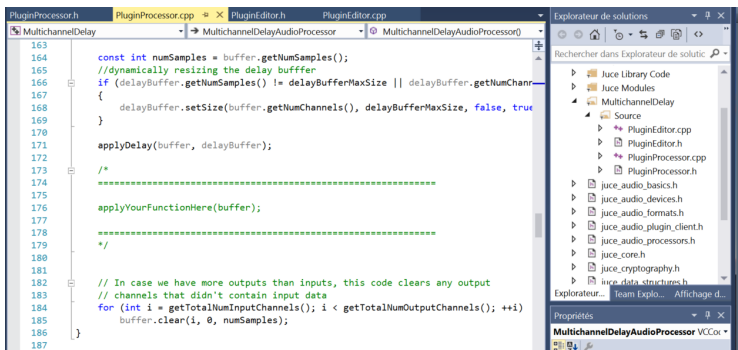 PluginProcessor.h PluginProcessor.cpp PluginEditor.h PluginEditor.cpp
MultichannelDelay MultichannelDelayAudioProcessor MultichannelDelayAudioProcessor()
163
164 const int numSamples = buffer.getNumSamples();
165 //dynamically resizing the delay bufffer
166 if (delayBuffer.getNumSamples() != delayBufferMaxSize || delayBuffer.getNumChann
167 {
168 delayBuffer.setSize(buffer.getNumChannels(), delayBufferMaxSize, false, true
169 }
170
171 applyDelay(buffer, delayBuffer);
172
173 /*
174 ==============================================================
175
176 applyYourFunctionHere(buffer);
177
178 ==============================================================
179 */
180
181
182 // In case we have more outputs than inputs, this code clears any output
183 // channels that didn't contain input data
184 for (int i = getTotalNumInputChannels(); i < getTotalNumOutputChannels(); ++i)
185 buffer.clear(i, 0, numSamples);
186 }
187
Explorateur de solutions
Rechercher dans Explorateur de solutic
Juce Library Code
Juce Modules
MultichannelDelay
Source
PluginEditor.cpp
PluginEditor.h
PluginProcessor.cpp
PluginProcessor.h
juce_audio_basics.h
juce_audio_devices.h
juce_audio_formats.h
juce_audio_plugin_client.h
juce_audio_processors.h
juce_core.h
juce_cryptography.h
juce_data_structures.h
Explorateur... Team Explo... Affichage d...
Propriétés
MultichannelDelayAudioProcessor VCCoc